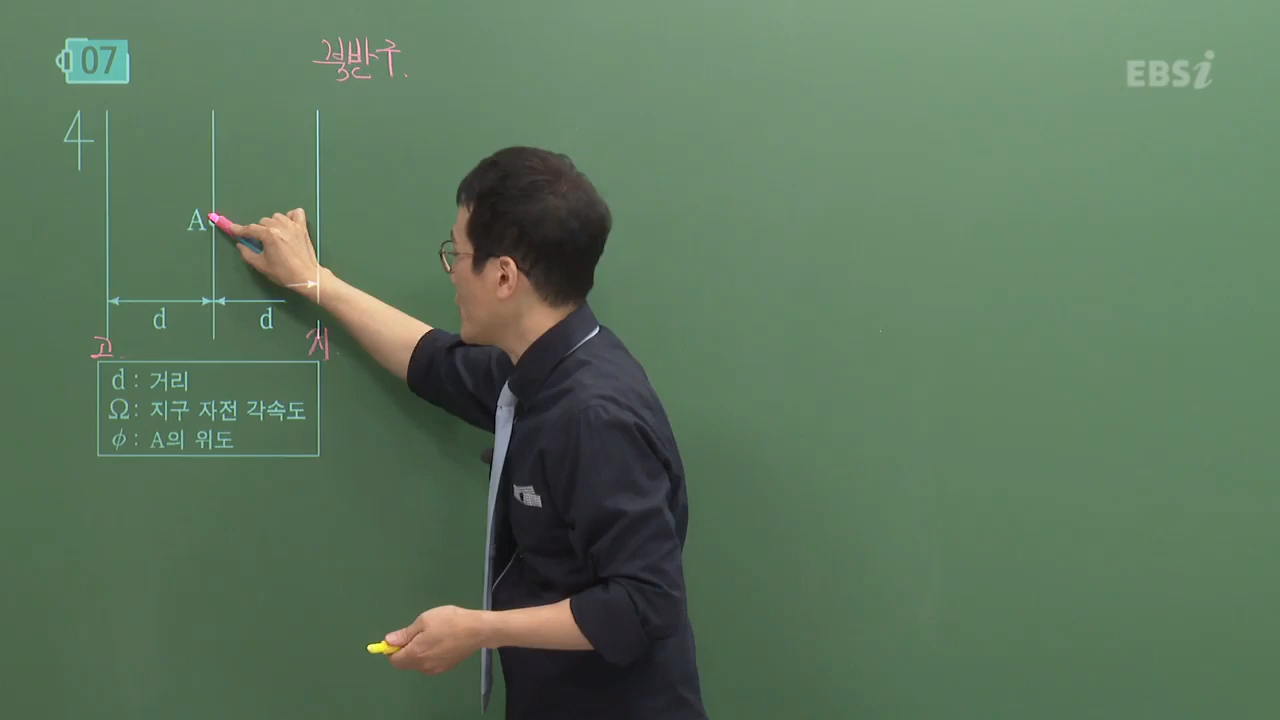 07
북반구.
EBSi
4
A
d
d
고.
지.
d : 거리
Ω : 지구 자전 각속도
ϕ : A의 위도